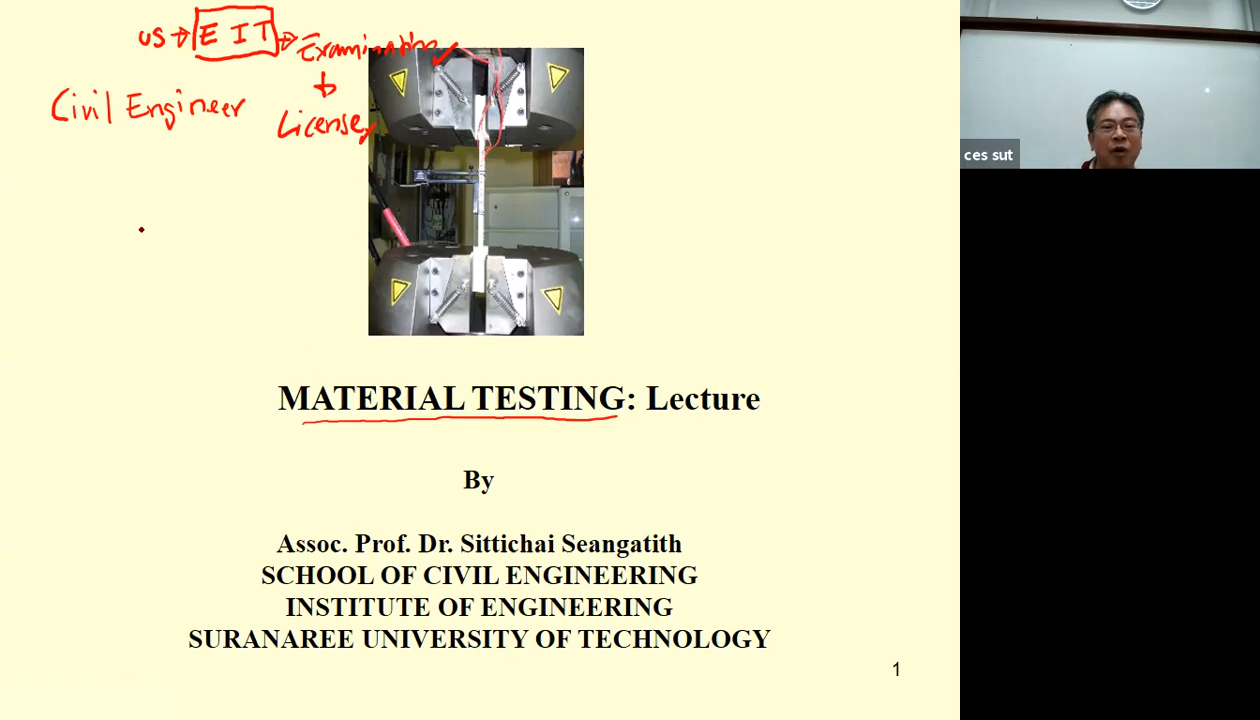 US → EIT → Examination
↓
Civil Engineer
License
ces sut
MATERIAL TESTING: Lecture
By
Assoc. Prof. Dr. Sittichai Seangatith
SCHOOL OF CIVIL ENGINEERING
INSTITUTE OF ENGINEERING
SURANAREE UNIVERSITY OF TECHNOLOGY
1